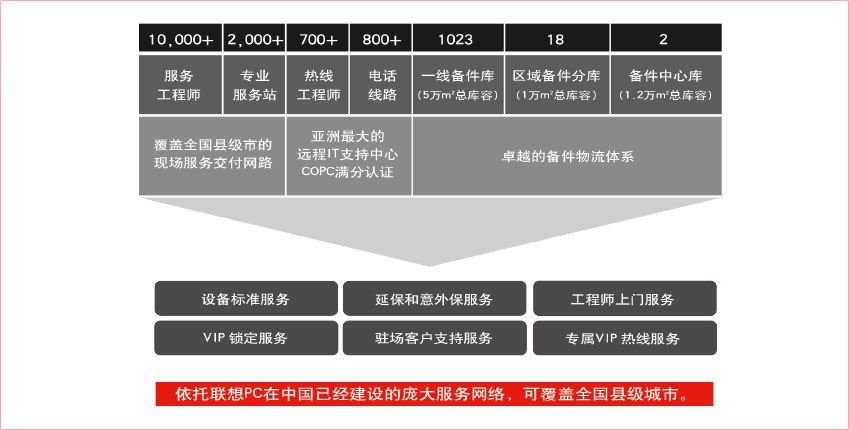 10,000+ 2,000+ 700+ 800+ 1023 18 2
服务 专业 热线 电话 一线备件库 区域备件分库 备件中心库
工程师 服务站 工程师 线路 (5万m²总库容) (1万m²总库容) (1.2万m²总库容)
覆盖全国县级市的
现场服务交付网路
亚洲最大的
远程IT支持中心
COPC满分认证
卓越的备件物流体系
设备标准服务 延保和意外保服务 工程师上门服务
VIP 锁定服务 驻场客户支持服务 专属VIP 热线服务
依托联想PC在中国已经建设的庞大服务网络，可覆盖全国县级城市。